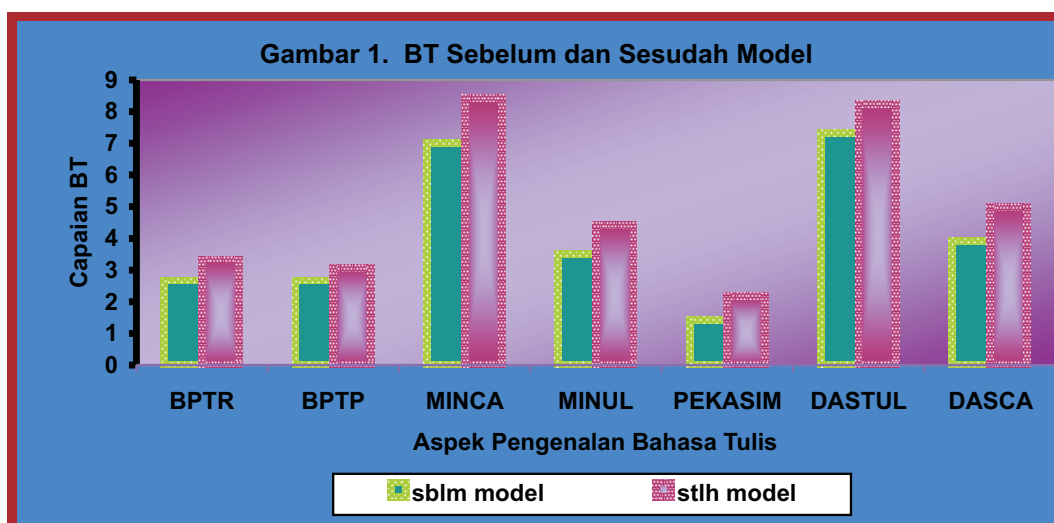 Gambar 1. BT Sebelum dan Sesudah Model
Capaian BT
9
8
7
6
5
4
3
2
1
0
BPTR BPTP MINCA MINUL PEKASIM DASTUL DASCA
Aspek Pengenalan Bahasa Tulis
sblm model stlh model